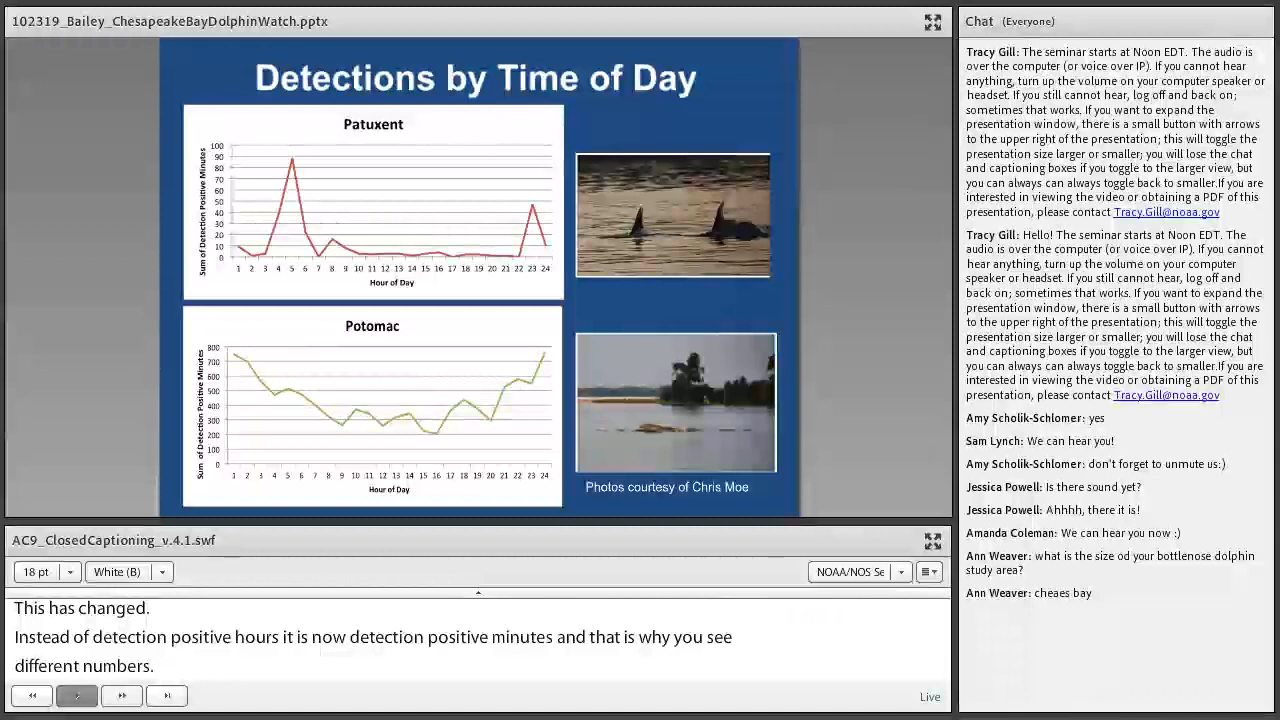 102319_Bailey_ChesapeakeBayDolphinWatch.pptx
Detections by Time of Day
Patuxent
Sum of Detection Positive Minutes
100
90
80
70
60
50
40
30
20
10
0
1 2 3 4 5 6 7 8 9 10 11 12 13 14 15 16 17 18 19 20 21 22 23 24
Hour of Day
Potomac
Sum of Detection Positive Minutes
800
700
600
500
400
300
200
100
0
1 2 3 4 5 6 7 8 9 10 11 12 13 14 15 16 17 18 19 20 21 22 23 24
Hour of Day
Photos courtesy of Chris Moe
AC9_ClosedCaptioning_v.4.1.swf
18 pt
White (B)
NOAA/NOS Se
This has changed.
Instead of detection positive hours it is now detection positive minutes and that is why you see
different numbers.
Live
Chat (Everyone)
Tracy Gill: The seminar starts at Noon EDT. The audio is
over the computer (or voice over IP). If you cannot hear
anything, turn up the volume on your computer speaker or
headset. If you still cannot hear, log off and back on;
sometimes that works. If you want to expand the
presentation window, there is a small button with arrows
to the upper right of the presentation; this will toggle the
presentation size larger or smaller; you will lose the chat
and captioning boxes if you toggle to the larger view, but
you can always can always toggle back to smaller.If you are
interested in viewing the video or obtaining a PDF of this
presentation, please contact Tracy.Gill@noaa.gov
Tracy Gill: Hello! The seminar starts at Noon EDT. The
audio is over the computer (or voice over IP). If you cannot
hear anything, turn up the volume on your computer
speaker or headset. If you still cannot hear, log off and
back on; sometimes that works. If you want to expand the
presentation window, there is a small button with arrows
to the upper right of the presentation; this will toggle the
presentation size larger or smaller; you will lose the chat
and captioning boxes if you toggle to the larger view, but
you can always can always toggle back to smaller.If you are
interested in viewing the video or obtaining a PDF of this
presentation, please contact Tracy.Gill@noaa.gov
Amy Scholik-Schlomer: yes
Sam Lynch: We can hear you!
Amy Scholik-Schlomer: don't forget to unmute us:)
Jessica Powell: Is there sound yet?
Jessica Powell: Ahhhh, there it is!
Amanda Coleman: We can hear you now :)
Ann Weaver: what is the size od your bottlenose dolphin
study area?
Ann Weaver: cheaes bay